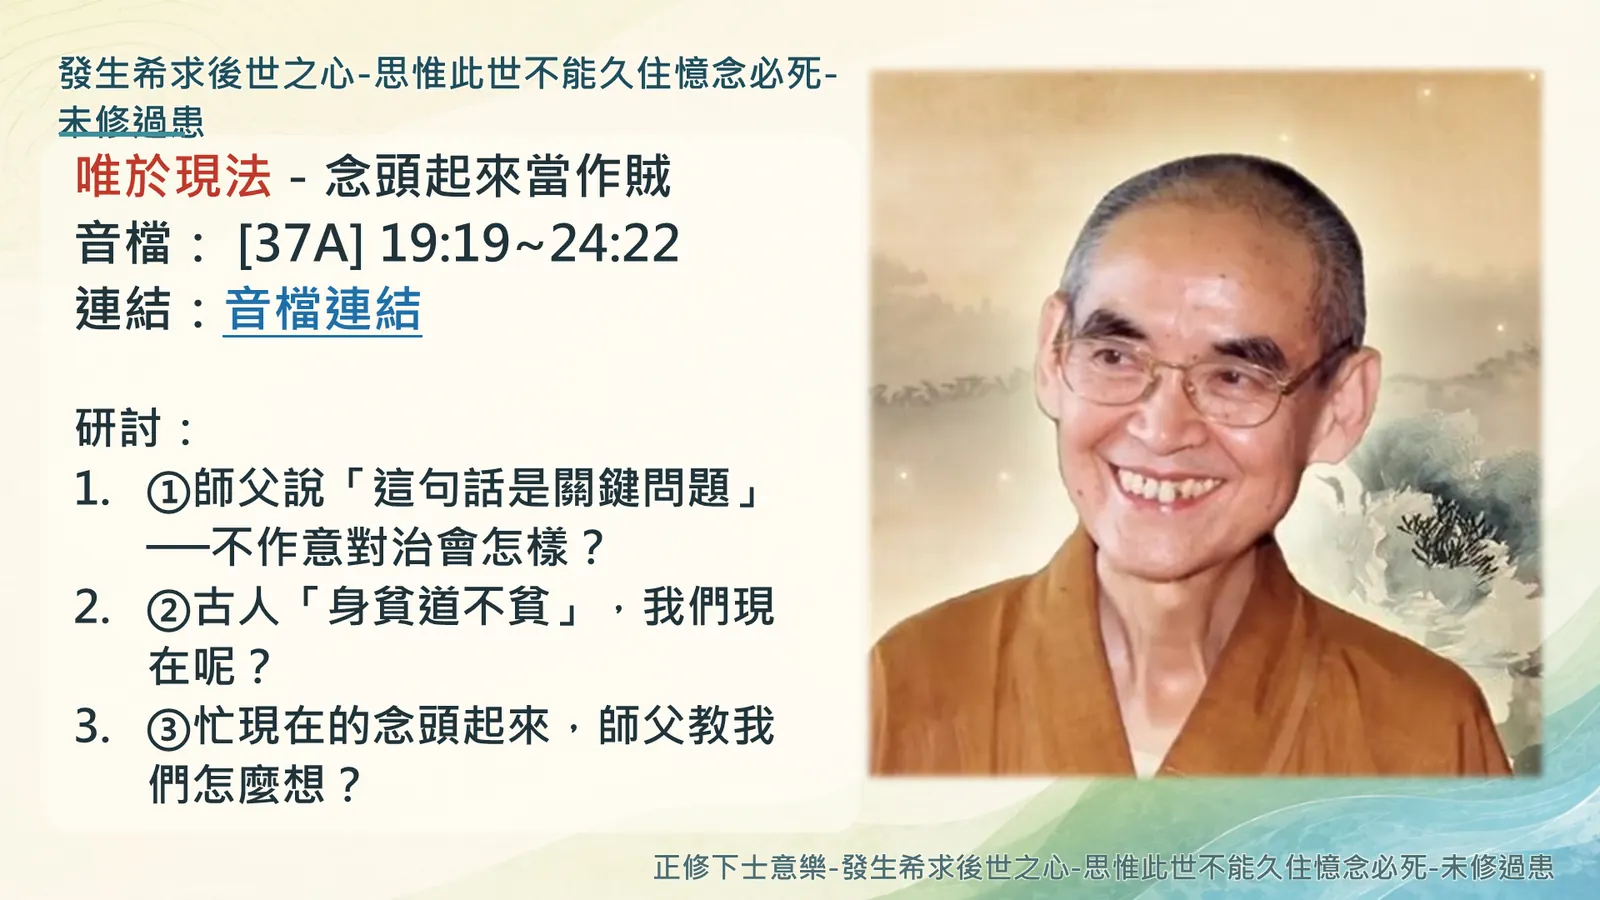 發生希求後世之心-思惟此世不能久住憶念必死-
未修過患
唯於現法 - 念頭起來當作賊
音檔： [37A] 19:19~24:22
連結：音檔連結
研討：
1. ①師父說「這句話是關鍵問題」
──不作意對治會怎樣？
2. ②古人「身貧道不貧」，我們現
在呢？
3. ③忙現在的念頭起來，師父教我
們怎麼想？
正修下士意樂-發生希求後世之心-思惟此世不能久住憶念必死-未修過患